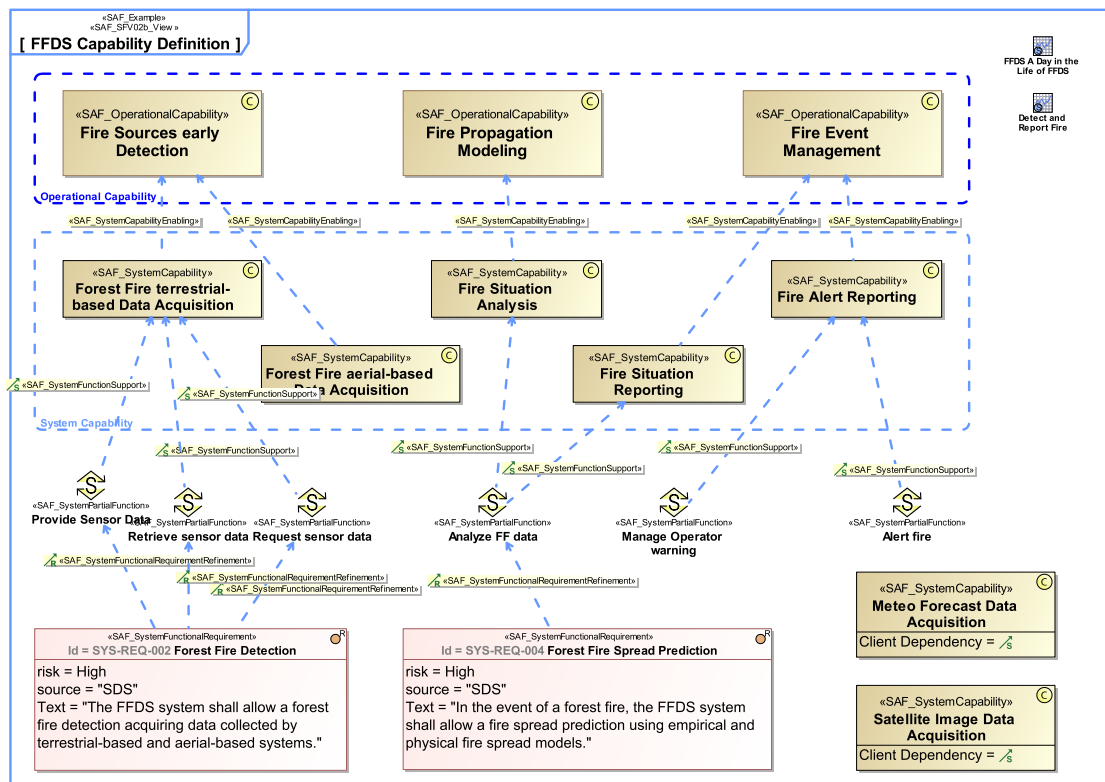 «SAF_Example»
«SAF_SFV02b_View »
[ FFDS Capability Definition ]
FFDS A Day in the
Life of FFDS
Detect and
Report Fire
«SAF_OperationalCapability»
Fire Sources early
Detection
C
«SAF_OperationalCapability»
Fire Propagation
Modeling
C
«SAF_OperationalCapability»
Fire Event
Management
C
Operational Capability
«SAF_SystemCapabilityEnabling»
«SAF_SystemCapabilityEnabling»
«SAF_SystemCapabilityEnabling»
«SAF_SystemCapabilityEnabling»
«SAF_SystemCapabilityEnabling»
«SAF_SystemCapability»
Forest Fire terrestrial-
based Data Acquisition
C
«SAF_SystemCapability»
Fire Situation
Analysis
C
«SAF_SystemCapability»
Fire Alert Reporting
C
«SAF_SystemCapability»
Forest Fire aerial-based
Data Acquisition
C
«SAF_SystemCapability»
Fire Situation
Reporting
C
S «SAF_SystemFunctionSupport»
S «SAF_SystemFunctionSupport»
System Capability
S «SAF_SystemFunctionSupport»
S «SAF_SystemFunctionSupport»
S «SAF_SystemFunctionSupport»
S «SAF_SystemFunctionSupport»
S «SAF_SystemFunctionSupport»
S
«SAF_SystemPartialFunction»
Provide Sensor Data
S
«SAF_SystemPartialFunction»
Retrieve sensor data
S
«SAF_SystemPartialFunction»
Request sensor data
S
«SAF_SystemPartialFunction»
Analyze FF data
S
«SAF_SystemPartialFunction»
Manage Operator
warning
S
«SAF_SystemPartialFunction»
Alert fire
R «SAF_SystemFunctionalRequirementRefinement»
R «SAF_SystemFunctionalRequirementRefinement»
R «SAF_SystemFunctionalRequirementRefinement»
R «SAF_SystemFunctionalRequirementRefinement»
«SAF_SystemFunctionalRequirement»
R
Id = SYS-REQ-002 Forest Fire Detection
risk = High
source = "SDS"
Text = "The FFDS system shall allow a forest
fire detection acquiring data collected by
terrestrial-based and aerial-based systems."
«SAF_SystemFunctionalRequirement»
R
Id = SYS-REQ-004 Forest Fire Spread Prediction
risk = High
source = "SDS"
Text = "In the event of a forest fire, the FFDS system
shall allow a fire spread prediction using empirical and
physical fire spread models."
«SAF_SystemCapability»
Meteo Forecast Data
Acquisition
C
Client Dependency = S
«SAF_SystemCapability»
Satellite Image Data
Acquisition
C
Client Dependency = S